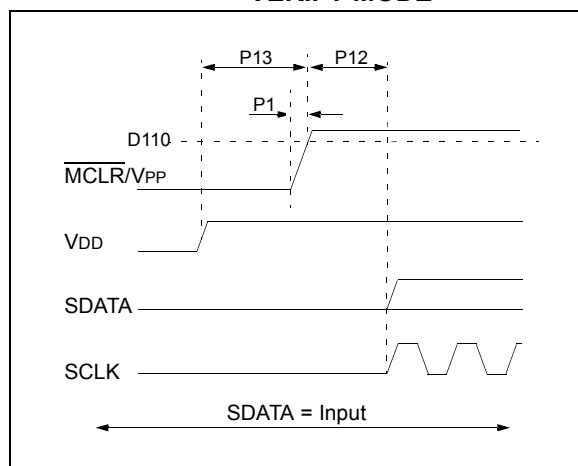 VERIFY MODE
P13 P12
P1
D110
MCLR/VPP
VDD
SDATA
SCLK
SDATA = Input